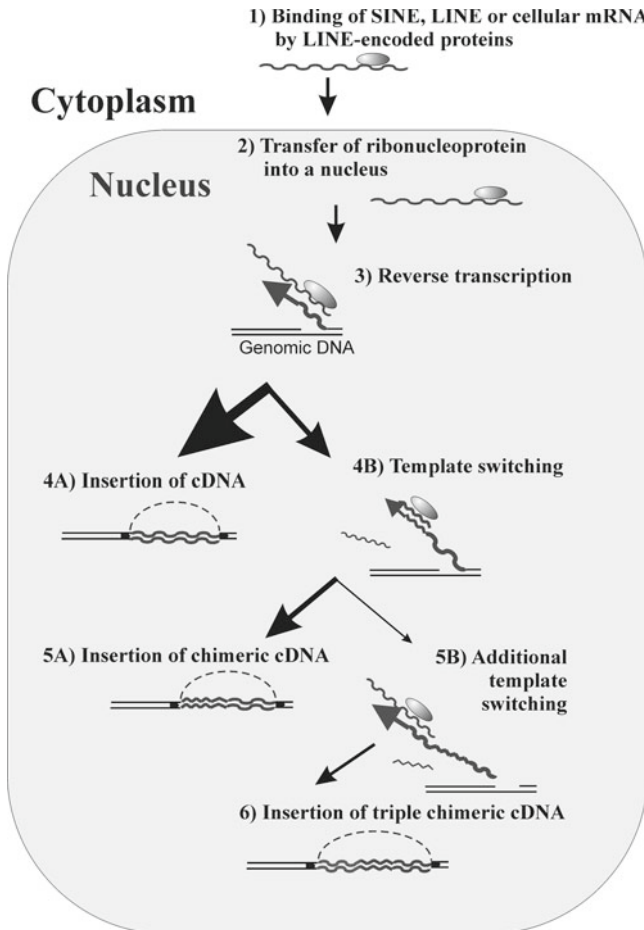 1) Binding of SINE, LINE or cellular mRNA
by LINE-encoded proteins
Cytoplasm
2) Transfer of ribonucleoprotein
into a nucleus
Nucleus
3) Reverse transcription
Genomic DNA
4A) Insertion of cDNA
4B) Template switching
5A) Insertion of chimeric cDNA
5B) Additional
template
switching
6) Insertion of triple chimeric cDNA